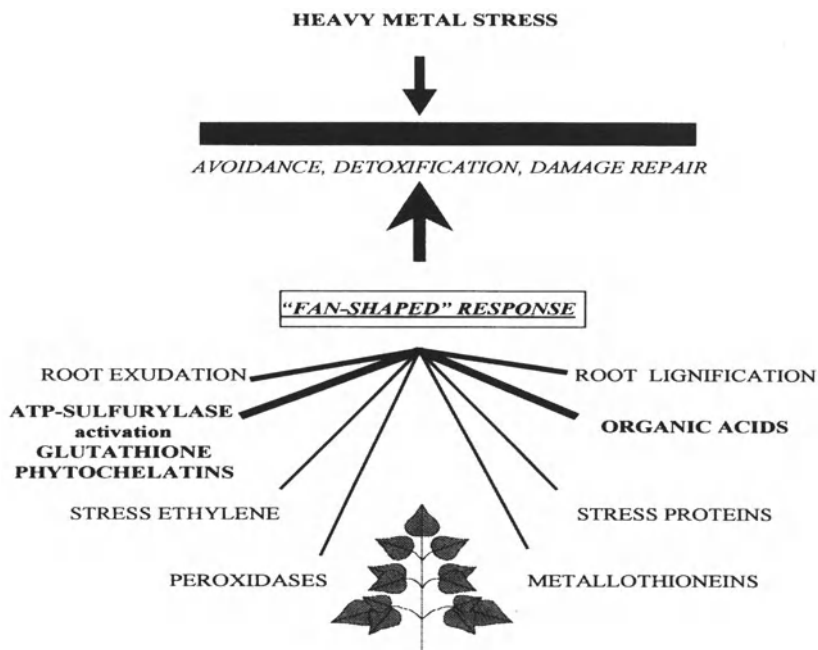 HEAVY METAL STRESS
AVOIDANCE, DETOXIFICATION, DAMAGE REPAIR
“FAN-SHAPED” RESPONSE
ROOT EXUDATION
ROOT LIGNIFICATION
ATP-SULFURYLASE
activation
GLUTATHIONE
PHYTOCHELATINS
ORGANIC ACIDS
STRESS ETHYLENE
STRESS PROTEINS
PEROXIDASES
METALLOTHIONEINS